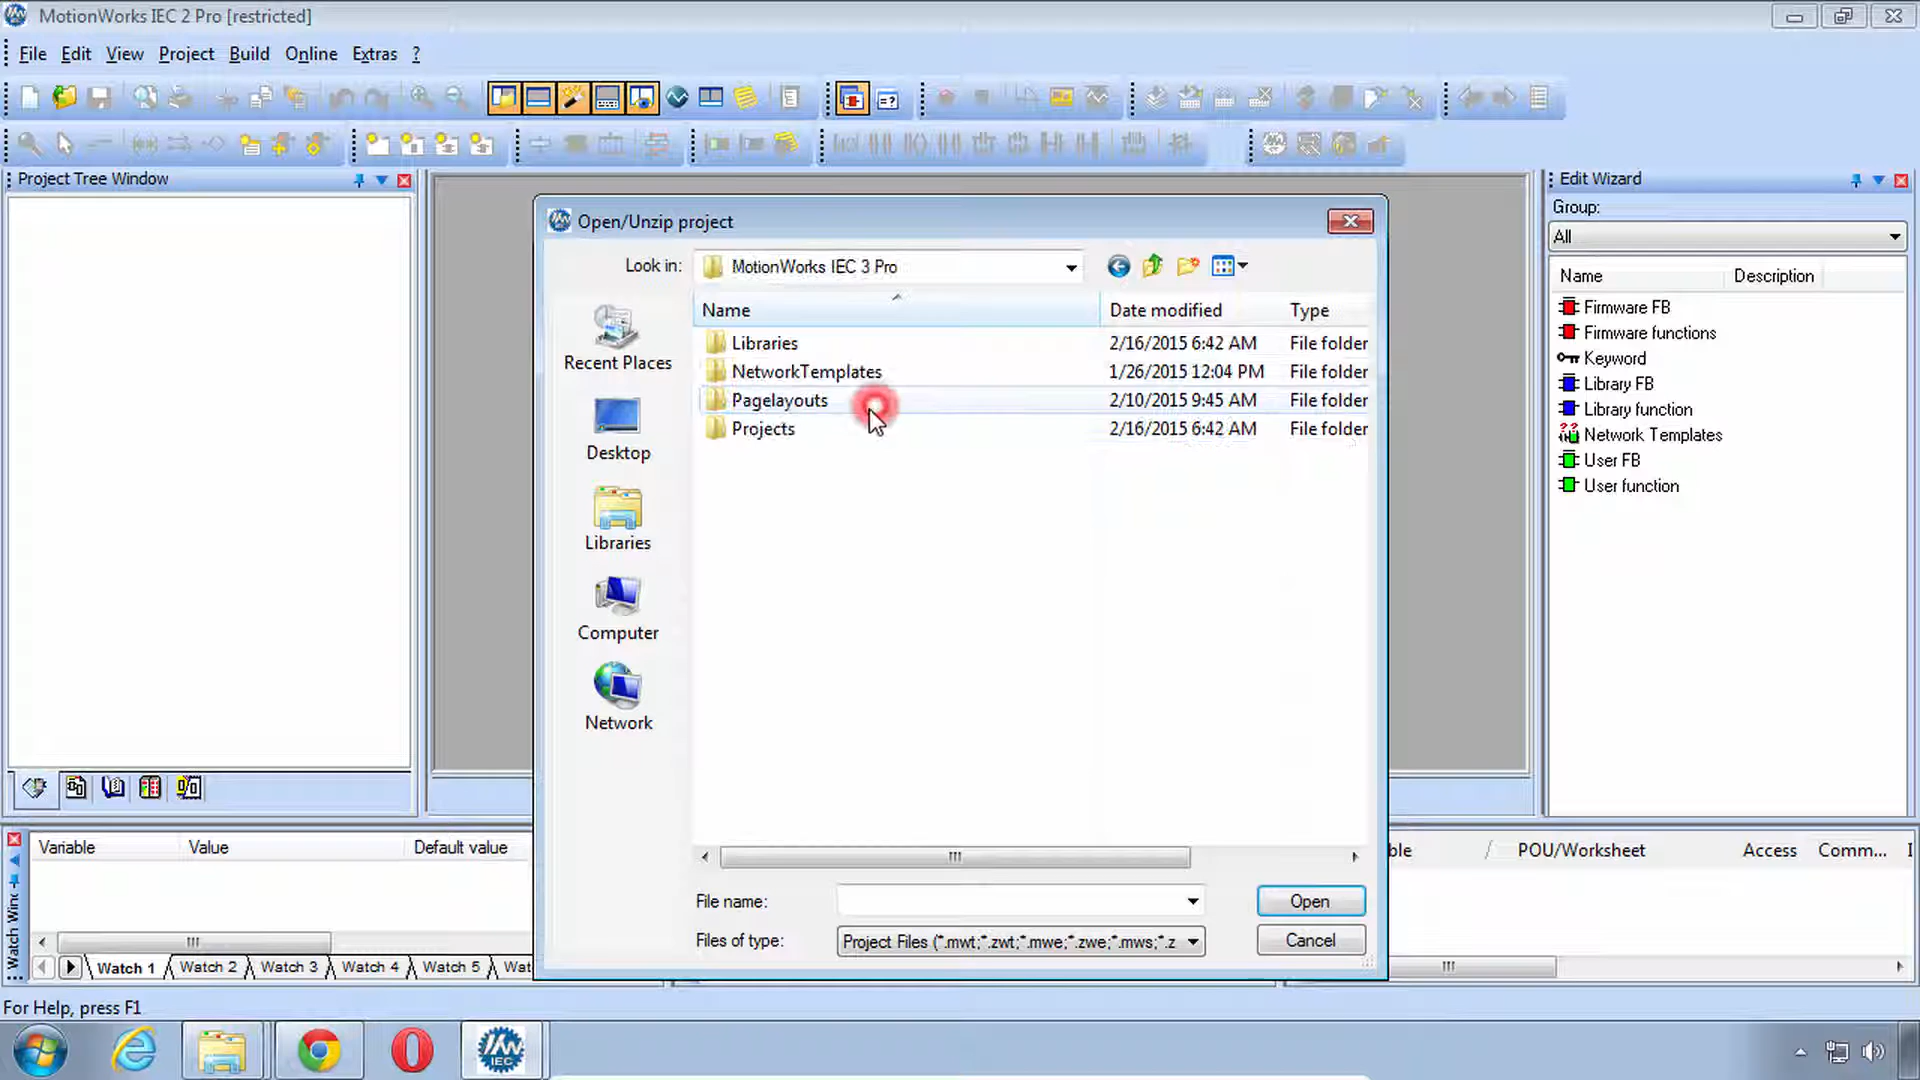 MotionWorks IEC 2 Pro [restricted]
File Edit View Project Build Online Extras ?
Project Tree Window
Edit Wizard
Group:
All
Name Description
Firmware FB
Firmware functions
Keyword
Library FB
Library function
Network Templates
User FB
User function
Open/Unzip project
Look in: MotionWorks IEC 3 Pro
Name Date modified Type
Libraries 2/16/2015 6:42 AM File folder
NetworkTemplates 1/26/2015 12:04 PM File folder
Pagelayouts 2/10/2015 9:45 AM File folder
Projects 2/16/2015 6:42 AM File folder
Recent Places
Desktop
Libraries
Computer
Network
File name:
Open
Files of type: Project Files (*.mwt;*.zwt;*.mwe;*.zwe;*.mws;*.z
Cancel
Variable Value Default value
ble POU/Worksheet Access Comm... I
Watch Winc
Watch 1 Watch 2 Watch 3 Watch 4 Watch 5 Wat
For Help, press F1
IEC